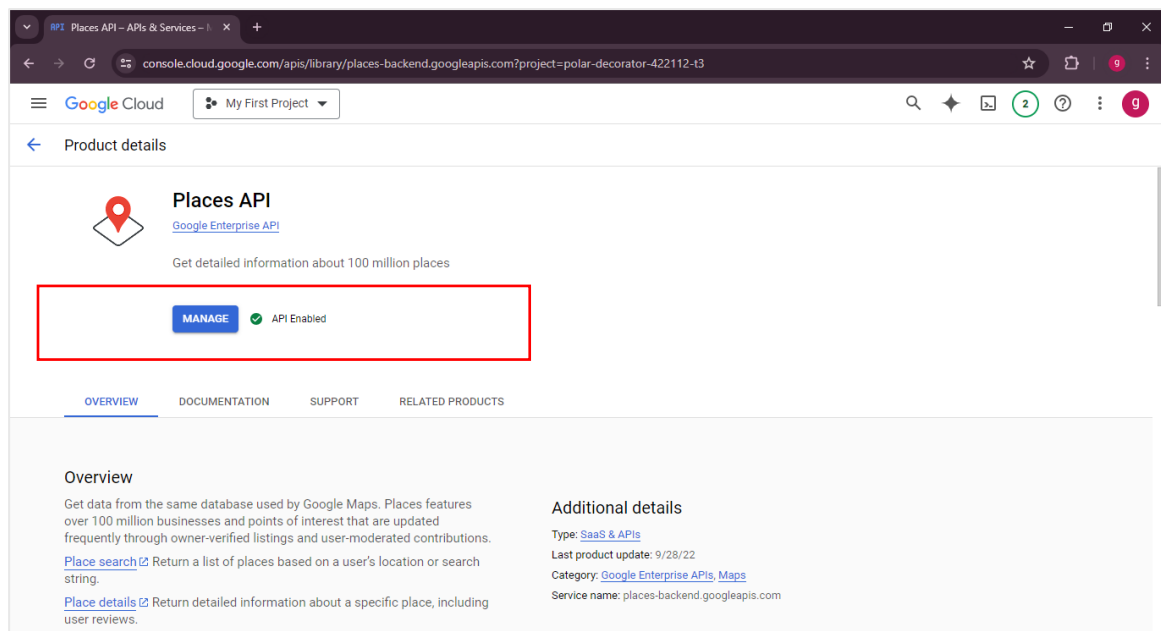 API Places API – APIs & Services –
console.cloud.google.com/apis/library/places-backend.googleapis.com?project=polar-decorator-422112-t3
g
Google Cloud
My First Project
2
g
Product details
Places API
Google Enterprise API
Get detailed information about 100 million places
MANAGE
API Enabled
OVERVIEW
DOCUMENTATION
SUPPORT
RELATED PRODUCTS
Overview
Get data from the same database used by Google Maps. Places features
over 100 million businesses and points of interest that are updated
frequently through owner-verified listings and user-moderated contributions.
Place search Return a list of places based on a user's location or search
string.
Place details Return detailed information about a specific place, including
user reviews.
Additional details
Type: SaaS & APIs
Last product update: 9/28/22
Category: Google Enterprise APIs, Maps
Service name: places-backend.googleapis.com